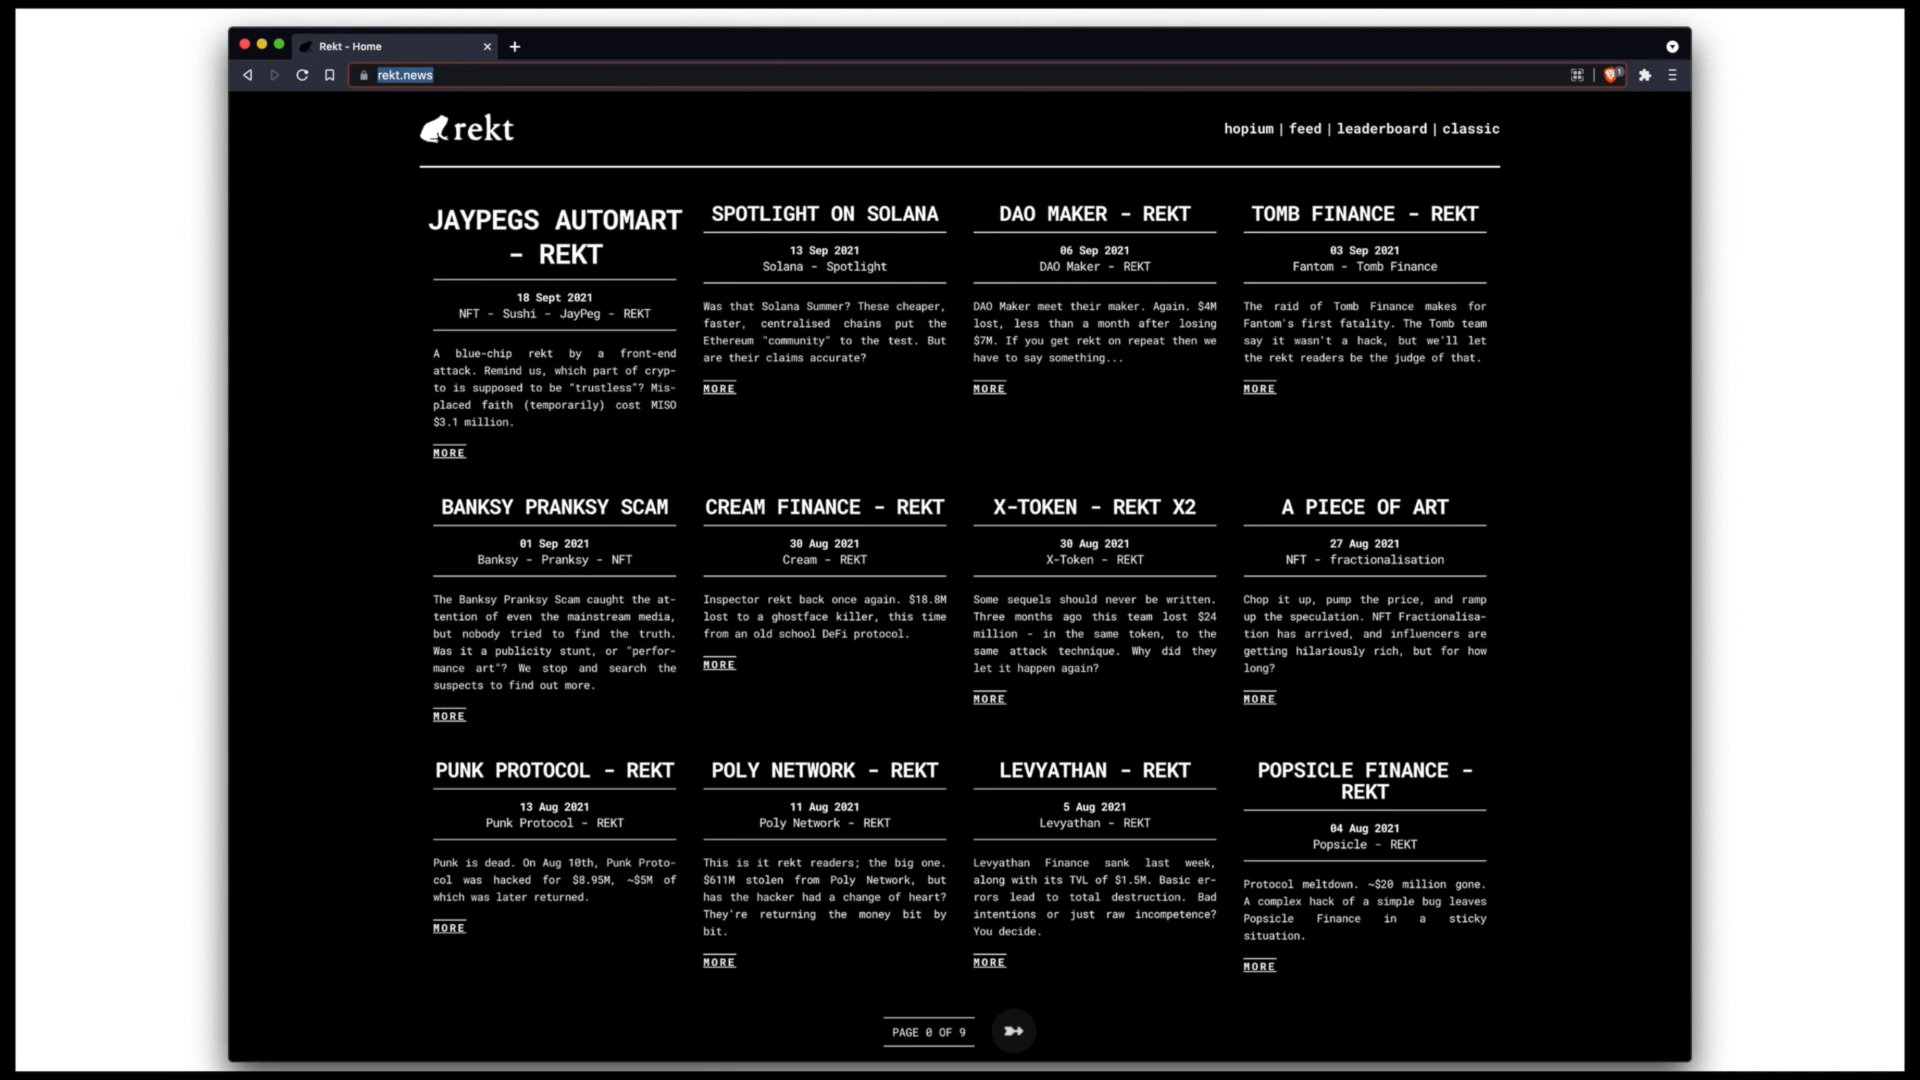 Rekt - Home
rekt.news
1
rekt
hopium | feed | leaderboard | classic
JAYPEGS AUTOMART
- REKT
18 Sept 2021
NFT - Sushi - JayPeg - REKT
A blue-chip rekt by a front-end
attack. Remind us, which part of cryp-
to is supposed to be "trustless"? Mis-
placed faith (temporarily) cost MISO
$3.1 million.
MORE
SPOTLIGHT ON SOLANA
13 Sep 2021
Solana - Spotlight
Was that Solana Summer? These cheaper,
faster, centralised chains put the
Ethereum "community" to the test. But
are their claims accurate?
MORE
DAO MAKER - REKT
06 Sep 2021
DAO Maker - REKT
DAO Maker meet their maker. Again. $4M
lost, less than a month after losing
$7M. If you get rekt on repeat then we
have to say something...
MORE
TOMB FINANCE - REKT
03 Sep 2021
Fantom - Tomb Finance
The raid of Tomb Finance makes for
Fantom's first fatality. The Tomb team
say it wasn't a hack, but we'll let
the rekt readers be the judge of that.
MORE
BANKSY PRANKSY SCAM
01 Sep 2021
Banksy - Pranksy - NFT
The Banksy Pranksy Scam caught the at-
tention of even the mainstream media,
but nobody tried to find the truth.
Was it a publicity stunt, or "perfor-
mance art"? We stop and search the
suspects to find out more.
MORE
CREAM FINANCE - REKT
30 Aug 2021
Cream - REKT
Inspector rekt back once again. $18.8M
lost to a ghostface killer, this time
from an old school DeFi protocol.
MORE
X-TOKEN - REKT X2
30 Aug 2021
X-Token - REKT
Some sequels should never be written.
Three months ago this team lost $24
million - in the same token, to the
same attack technique. Why did they
let it happen again?
MORE
A PIECE OF ART
27 Aug 2021
NFT - fractionalisation
Chop it up, pump the price, and ramp
up the speculation. NFT Fractionalisa-
tion has arrived, and influencers are
getting hilariously rich, but for how
long?
MORE
PUNK PROTOCOL - REKT
13 Aug 2021
Punk Protocol - REKT
Punk is dead. On Aug 10th, Punk Proto-
col was hacked for $8.95M, ~$5M of
which was later returned.
MORE
POLY NETWORK - REKT
11 Aug 2021
Poly Network - REKT
This is it rekt readers; the big one.
$611M stolen from Poly Network, but
has the hacker had a change of heart?
They're returning the money bit by
bit.
MORE
LEVYATHAN - REKT
5 Aug 2021
Levyathan - REKT
Levyathan Finance sank last week,
along with its TVL of $1.5M. Basic er-
rors lead to total destruction. Bad
intentions or just raw incompetence?
You decide.
MORE
POPSICLE FINANCE -
REKT
04 Aug 2021
Popsicle - REKT
Protocol meltdown. ~$20 million gone.
A complex hack of a simple bug leaves
Popsicle Finance in a sticky
situation.
MORE
PAGE 0 OF 9